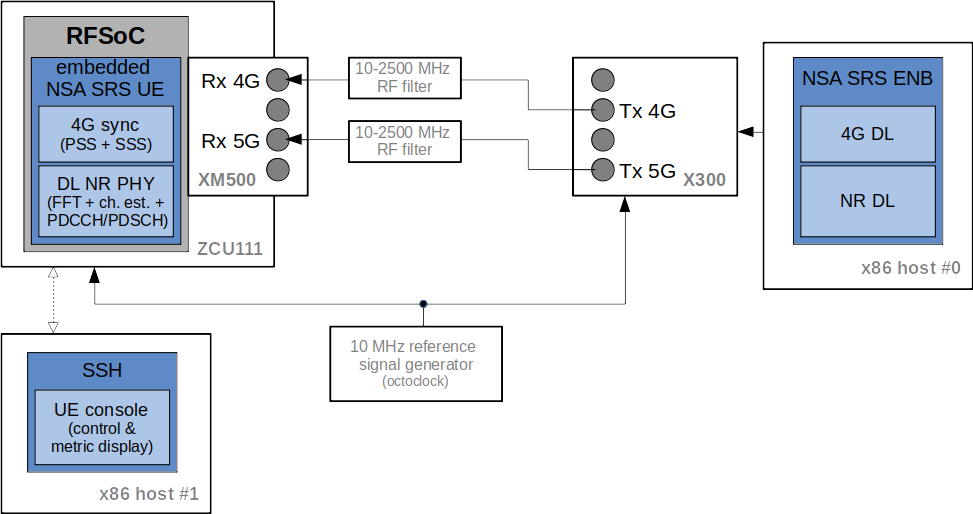 RFSoC
embedded
NSA SRS UE
4G sync
(PSS + SSS)
DL NR PHY
(FFT + ch. est. +
PDCCH/PDSCH)
ZCU111
Rx 4G
Rx 5G
XM500
10-2500 MHz
RF filter
10-2500 MHz
RF filter
Tx 4G
Tx 5G
X300
NSA SRS ENB
4G DL
NR DL
x86 host #0
10 MHz reference
signal generator
(octoclock)
SSH
UE console
(control &
metric display)
x86 host #1